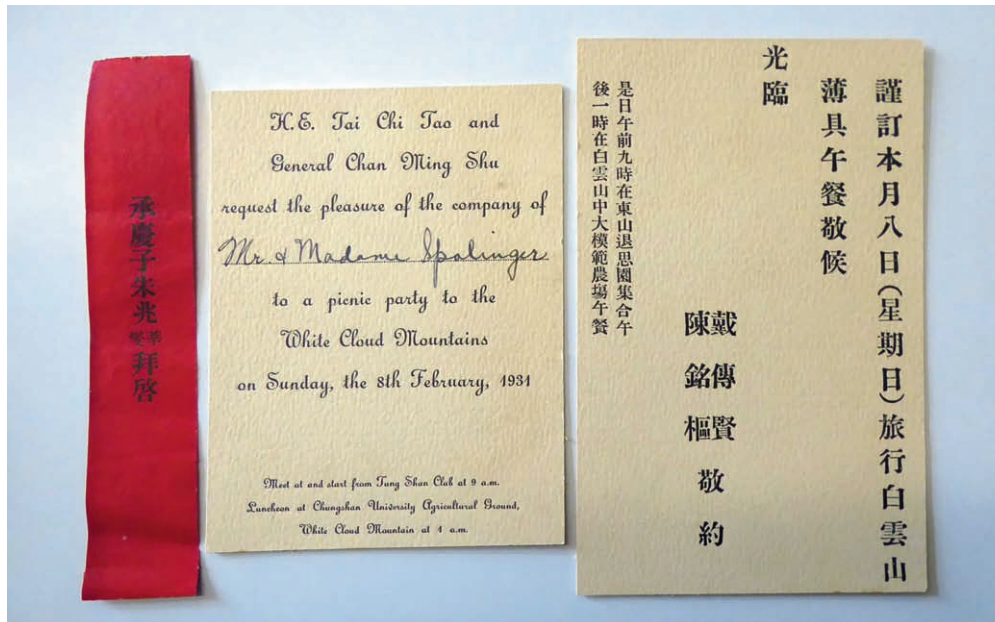 承慶子朱兆
華
拜啓
H.E. Tai Chi Tao and
General Chan Ming Shu
request the pleasure of the company of
Mr. & Madame Spalinger
to a picnic party to the
White Cloud Mountains
on Sunday, the 8th February, 1931
Meet at and start from Tung Shan Club at 9 a.m.
Luncheon at Chungshan University Agricultural Ground,
White Cloud Mountain at 1 a.m.
謹訂本月八日(星期日)旅行白雲山
薄具午餐敬候
光臨
戴傳賢
陳銘樞
敬約
是日午前九時在東山退思園集合午
後一時在白雲山中大模範農塲午餐